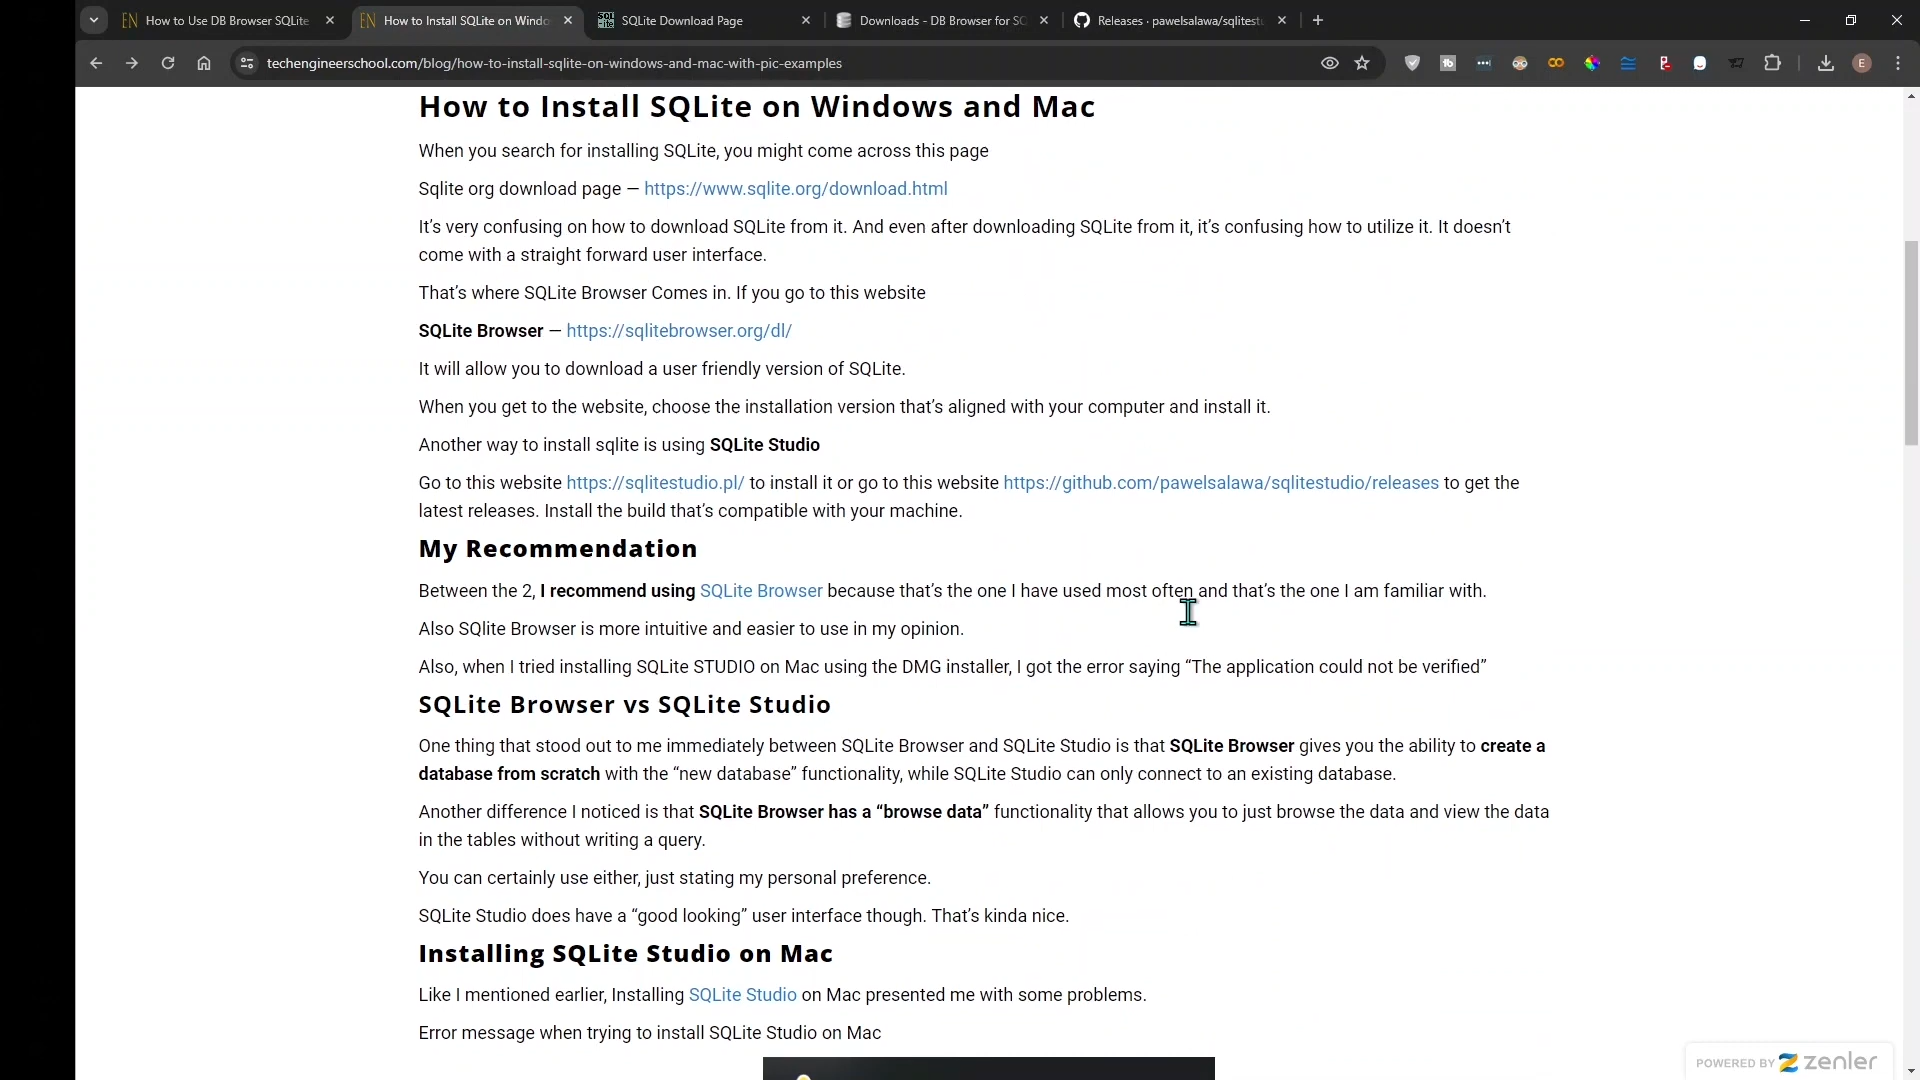 How to Use DB Browser SQLite
How to Install SQLite on Windo
SQLite Download Page
Downloads - DB Browser for SQ
Releases · pawelsalawa/sqlitest
techengineerschool.com/blog/how-to-install-sqlite-on-windows-and-mac-with-pic-examples
E
How to Install SQLite on Windows and Mac
When you search for installing SQLite, you might come across this page
Sqlite org download page — https://www.sqlite.org/download.html
It’s very confusing on how to download SQLite from it. And even after downloading SQLite from it, it’s confusing how to utilize it. It doesn’t
come with a straight forward user interface.
That’s where SQLite Browser Comes in. If you go to this website
SQLite Browser — https://sqlitebrowser.org/dl/
It will allow you to download a user friendly version of SQLite.
When you get to the website, choose the installation version that’s aligned with your computer and install it.
Another way to install sqlite is using SQLite Studio
Go to this website https://sqlitestudio.pl/ to install it or go to this website https://github.com/pawelsalawa/sqlitestudio/releases to get the
latest releases. Install the build that’s compatible with your machine.
My Recommendation
Between the 2, I recommend using SQLite Browser because that’s the one I have used most often and that’s the one I am familiar with.
Also SQlite Browser is more intuitive and easier to use in my opinion.
Also, when I tried installing SQLite STUDIO on Mac using the DMG installer, I got the error saying “The application could not be verified”
SQLite Browser vs SQLite Studio
One thing that stood out to me immediately between SQLite Browser and SQLite Studio is that SQLite Browser gives you the ability to create a
database from scratch with the “new database” functionality, while SQLite Studio can only connect to an existing database.
Another difference I noticed is that SQLite Browser has a “browse data” functionality that allows you to just browse the data and view the data
in the tables without writing a query.
You can certainly use either, just stating my personal preference.
SQLite Studio does have a “good looking” user interface though. That’s kinda nice.
Installing SQLite Studio on Mac
Like I mentioned earlier, Installing SQLite Studio on Mac presented me with some problems.
Error message when trying to install SQLite Studio on Mac
POWERED BY zenler